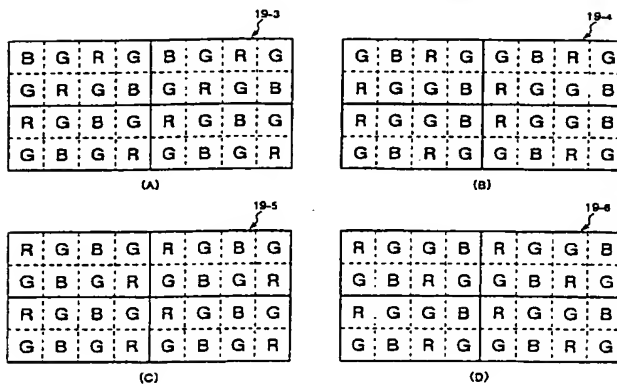 19-3
B G R G B G R G
G R G B G R G B
R G B G R G B G
G B G R G B G R
(A)
19-4
G B R G G B R G
R G G B R G G B
R G G B R G G B
G B R G G B R G
(B)
19-5
R G B G R G B G
G B G R G B G R
R G B G R G B G
G B G R G B G R
(C)
19-6
R G G B R G G B
G B R G G B R G
R G G B R G G B
G B R G G B R G
(D)